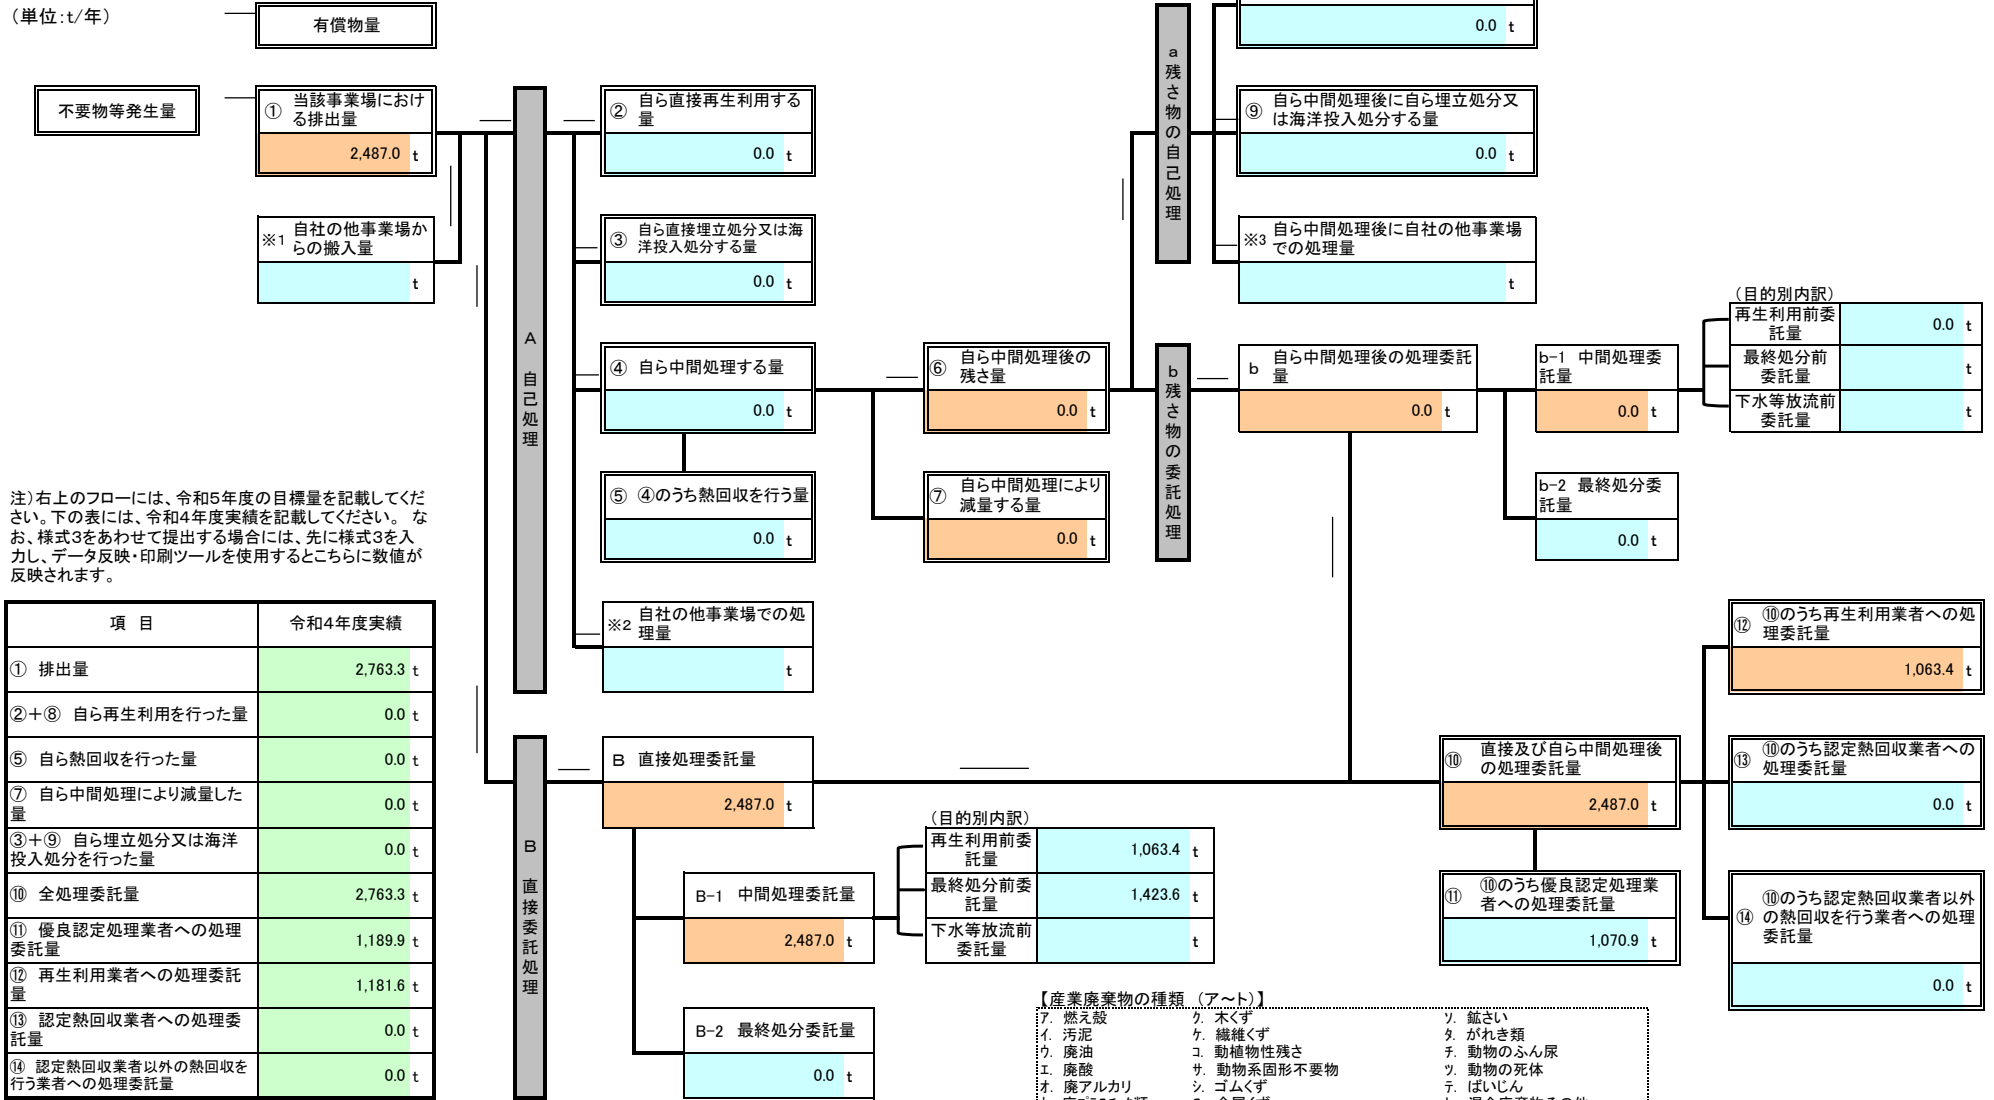 （単位：t/年）
有償物量
不要物等発生量
① 当該事業場におけ
る排出量
2,487.0 t
※1 自社の他事業場か
らの搬入量
t
A 自己処理
② 自ら直接再生利用する
量
0.0 t
③ 自ら直接埋立処分又は海
洋投入処分する量
0.0 t
④ 自ら中間処理する量
0.0 t
⑤ ④のうち熱回収を行う量
0.0 t
※2 自社の他事業場での処
理量
t
⑥ 自ら中間処理後の
残さ量
0.0 t
⑦ 自ら中間処理により
減量する量
0.0 t
a残さ物の自己処理
0.0 t
⑨ 自ら中間処理後に自ら埋立処分又
は海洋投入処分する量
0.0 t
※3 自ら中間処理後に自社の他事業場
での処理量
t
b残さ物の委託処理
b 自ら中間処理後の処理委託
量
0.0 t
b-1 中間処理委
託量
0.0 t
b-2 最終処分委
託量
0.0 t
（目的別内訳）
再生利用前委
託量
0.0 t
最終処分前
委託量
t
下水等放流前
委託量
t
注）右上のフローには、令和5年度の目標量を記載してくだ
さい。下の表には、令和4年度実績を記載してください。 な
お、様式3をあわせて提出する場合には、先に様式3を入
力し、データ反映・印刷ツールを使用するとこちらに数値が
反映されます。
項 目 令和4年度実績
① 排出量 2,763.3 t
②＋⑧ 自ら再生利用を行った量 0.0 t
⑤ 自ら熱回収を行った量 0.0 t
⑦ 自ら中間処理により減量した
量 0.0 t
③＋⑨ 自ら埋立処分又は海洋
投入処分を行った量 0.0 t
⑩ 全処理委託量 2,763.3 t
⑪ 優良認定処理業者への処理
委託量 1,189.9 t
⑫ 再生利用業者への処理委託
量 1,181.6 t
⑬ 認定熱回収業者への処理委
託量 0.0 t
⑭ 認定熱回収業者以外の熱回収を
行う業者への処理委託量 0.0 t
B 直接委託処理
B 直接処理委託量
2,487.0 t
B-1 中間処理委託量
2,487.0 t
B-2 最終処分委託量
0.0 t
（目的別内訳）
再生利用前委
託量
1,063.4 t
最終処分前委
託量
1,423.6 t
下水等放流前
委託量
t
⑩ 直接及び自ら中間処理後
の処理委託量
2,487.0 t
⑪ ⑩のうち優良認定処理業
者への処理委託量
1,070.9 t
⑫ ⑩のうち再生利用業者への処
理委託量
1,063.4 t
⑬ ⑩のうち認定熱回収業者への
処理委託量
0.0 t
⑭ ⑩のうち認定熱回収業者以外
の熱回収を行う業者への処理
委託量
0.0 t
【産業廃棄物の種類 （ア～ト）】
ア. 燃え殻 ク. 木くず ソ. 鉱さい
イ. 汚泥 ケ. 繊維くず タ. がれき類
ウ. 廃油 コ. 動植物性残さ チ. 動物のふん尿
エ. 廃酸 サ. 動物系固形不要物 ツ. 動物の死体
オ. 廃アルカリ シ. ゴムくず テ. ばいじん